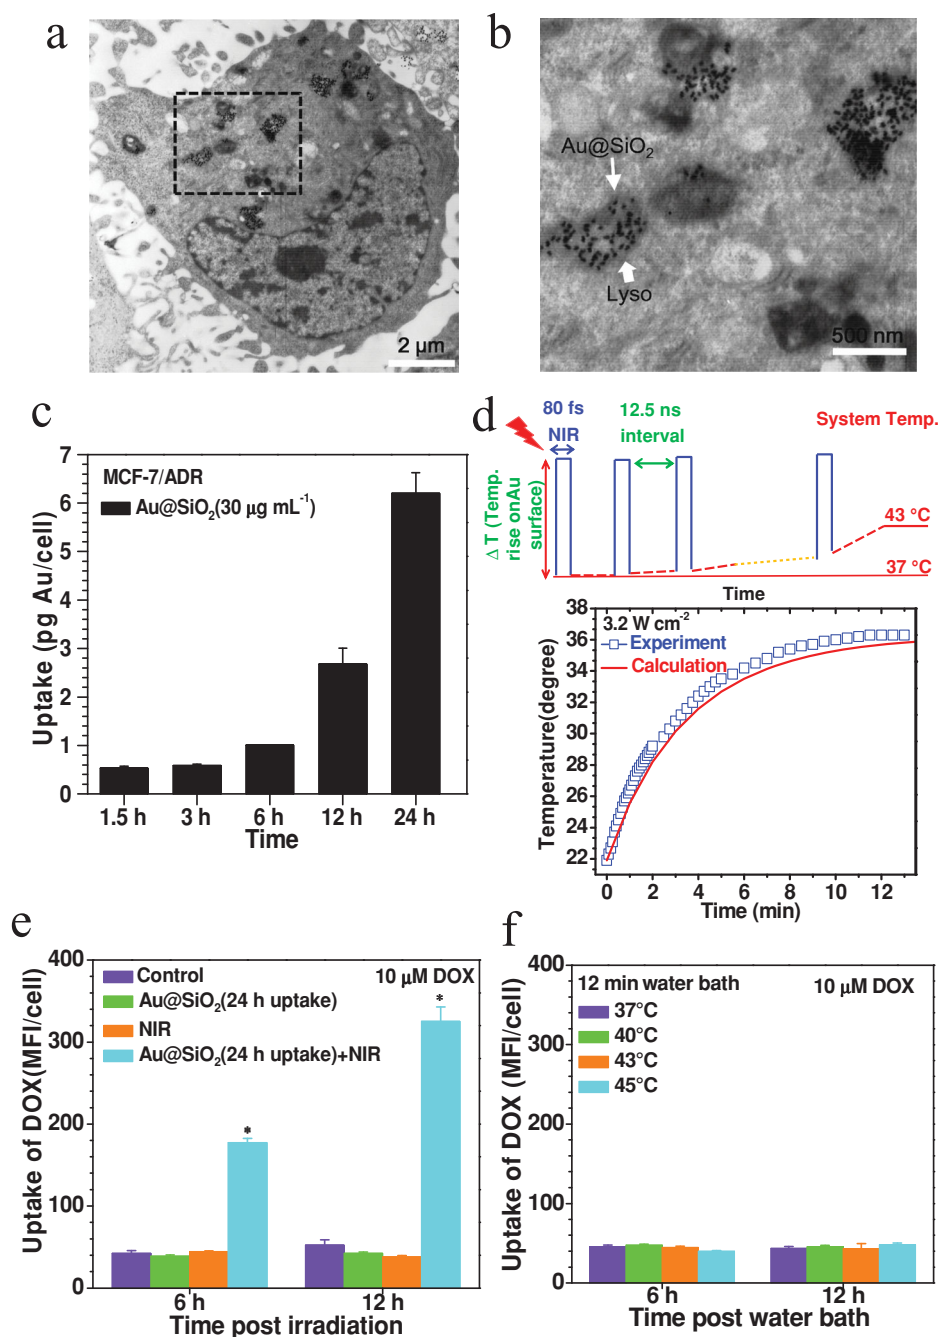 a
2 µm
b
Au@SiO2
Lyso
500 nm
c
Uptake (pg Au/cell)
7
6
5
4
3
2
1
0
MCF-7/ADR
Au@SiO2(30 µg mL-1)
1.5 h 3 h 6 h 12 h 24 h
Time
d
80 fs
NIR
12.5 ns
interval
System Temp.
Δ T (Temp.
rise onAu
surface)
43 °C
37 °C
Time
Temperature(degree)
38
36
34
32
30
28
26
24
22
3.2 W cm-2
Experiment
Calculation
0 2 4 6 8 10 12
Time (min)
e
Uptake of DOX(MFI/cell)
400
300
200
100
0
Control
10 µM DOX
Au@SiO2(24 h uptake)
NIR
Au@SiO2(24 h uptake)+NIR
*
*
6 h 12 h
Time post irradiation
f
Uptake of DOX (MFI/cell)
400
300
200
100
0
12 min water bath
10 µM DOX
37°C
40°C
43°C
45°C
6 h 12 h
Time post water bath